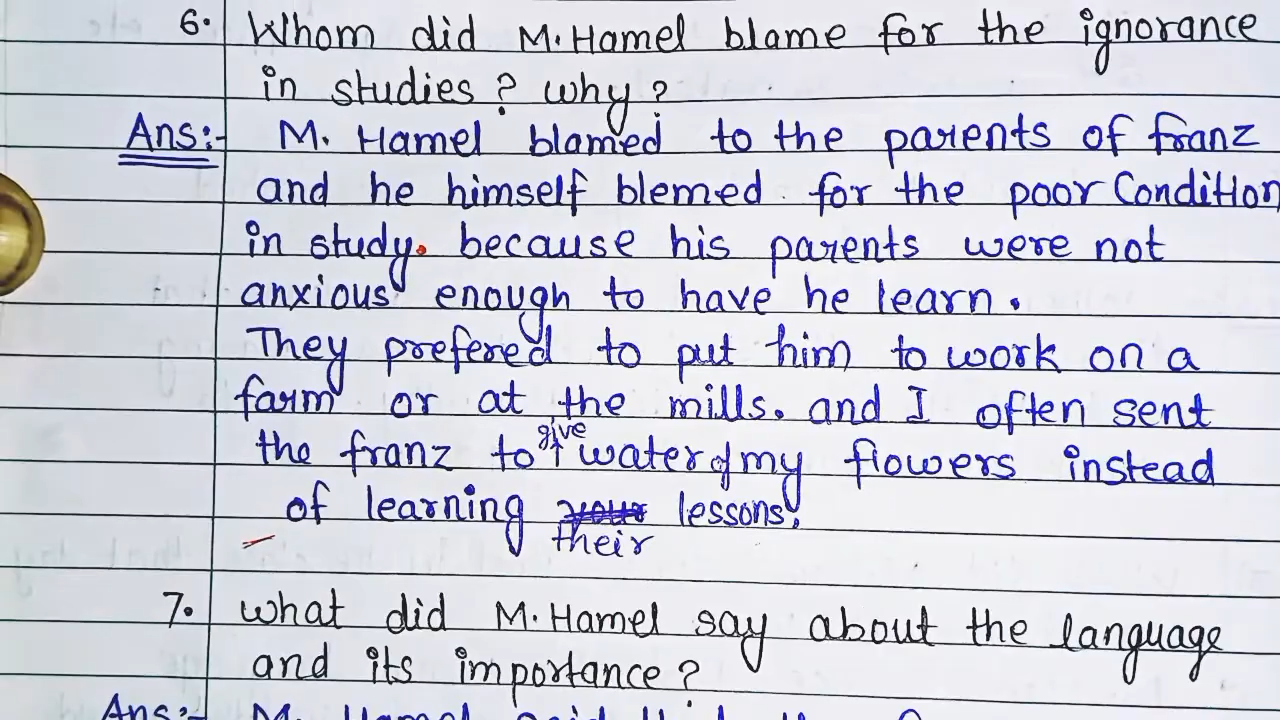 6. Whom did M. Hamel blame for the ignorance
in studies? why?
Ans:- M. Hamel blamed to the parents of franz
and he himself blemed for the poor Condition
in study. because his parents were not
anxious enough to have he learn.
They prefered to put him to work on a
farm or at the mills. and I often sent
the franz to give water of my flowers instead
of learning their lessons.
7. What did M. Hamel say about the language
and its importance?
Ans:- M. Hamel said